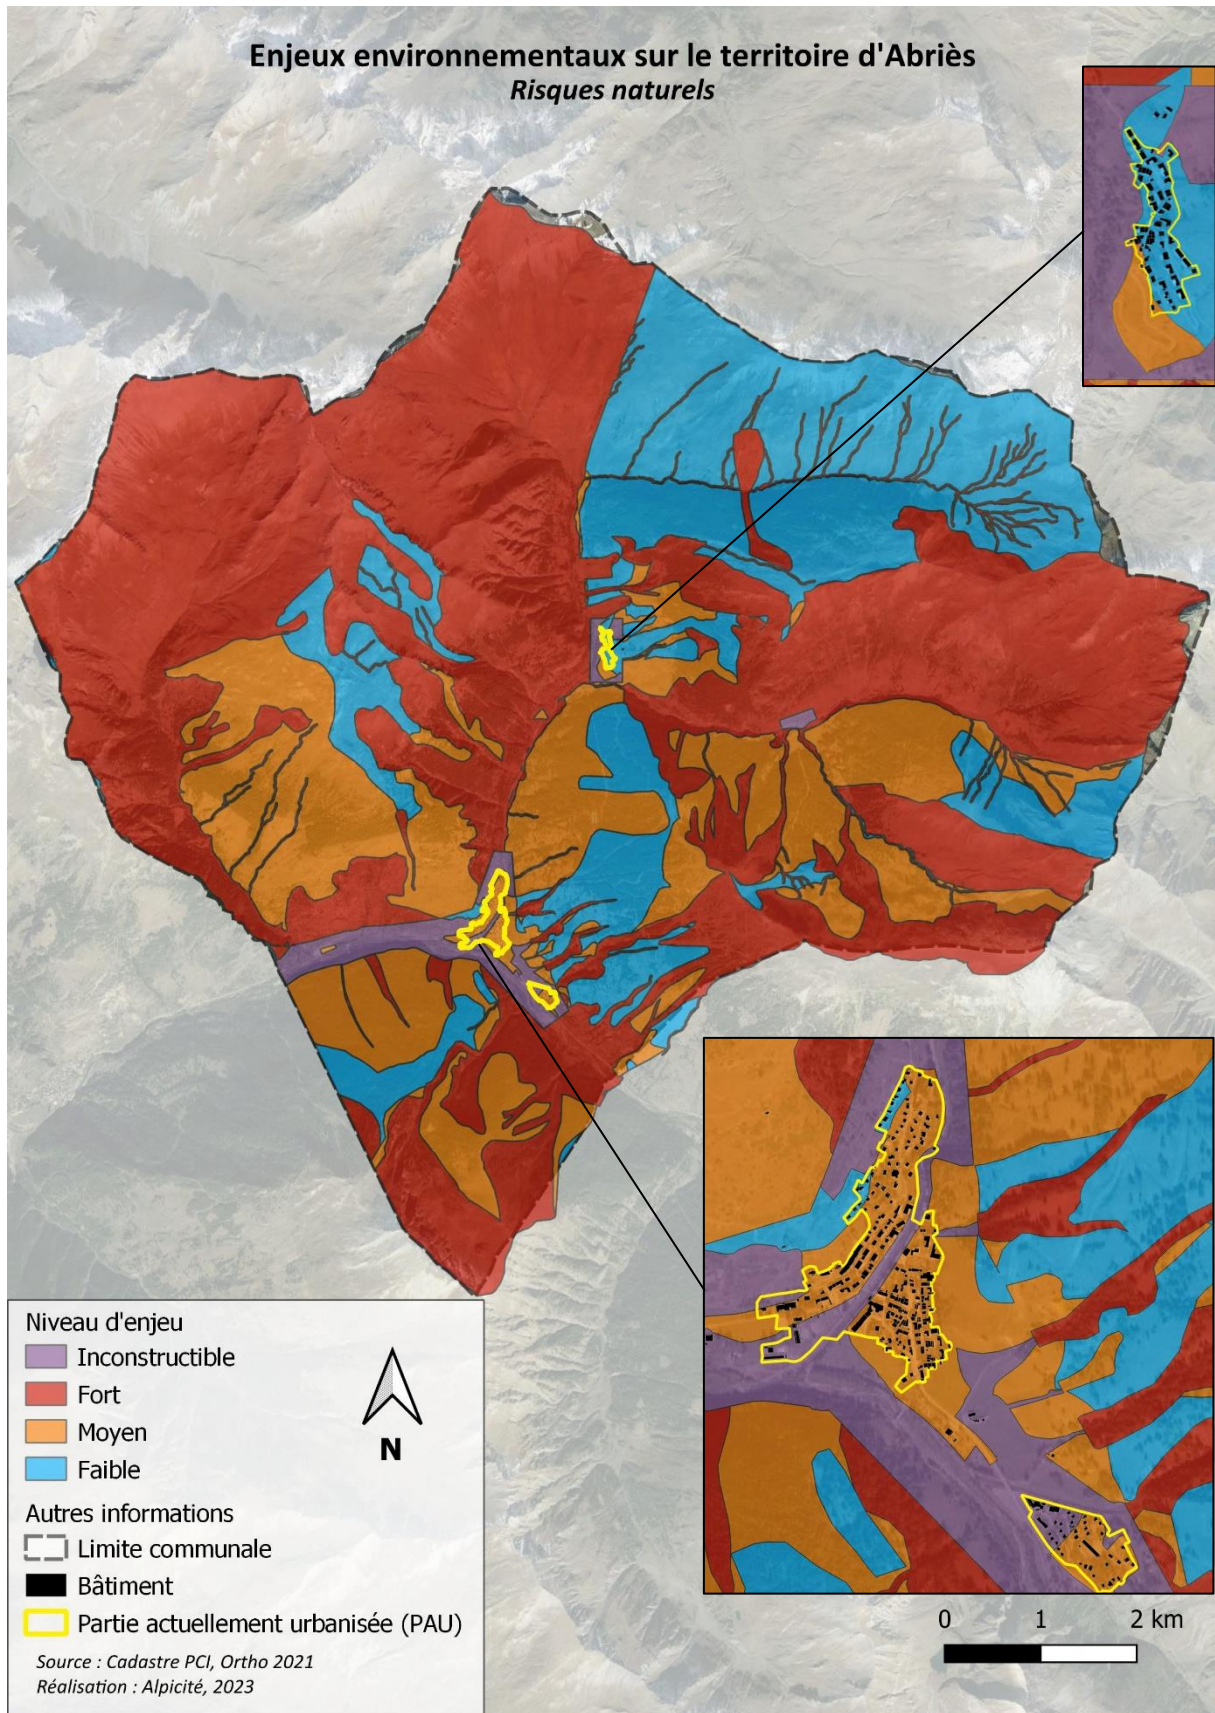 Enjeux environnementaux sur le territoire d'Abriès
Risques naturels
Niveau d'enjeu
Inconstructible
Fort
Moyen
Faible
N
Autres informations
Limite communale
Bâtiment
Partie actuellement urbanisée (PAU)
Source : Cadastre PCI, Ortho 2021
Réalisation : Alpicité, 2023
0 1 2 km